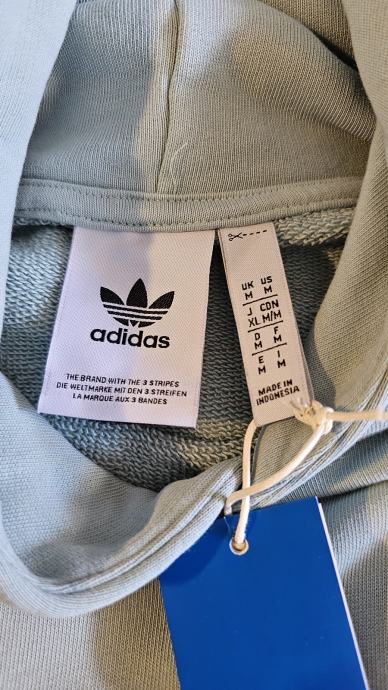 adidas
THE BRAND WITH THE 3 STRIPES
DIE WELTMARKE MIT DEN 3 STREIFEN
LA MARQUE AUX 3 BANDES
UK US
M M
J CDN
XL M/M
D F
M M
E I
M M
MADE IN
INDONESIA